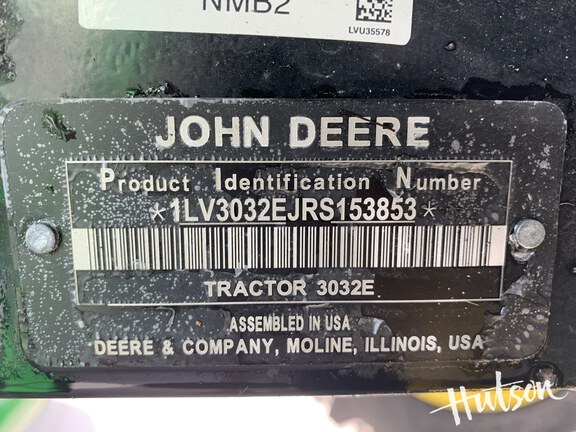 NMB2
LVU35578
JOHN DEERE
Product Identification Number
*1LV3032EJRS153853*
TRACTOR 3032E
ASSEMBLED IN USA
DEERE & COMPANY, MOLINE, ILLINOIS, USA
Hutson